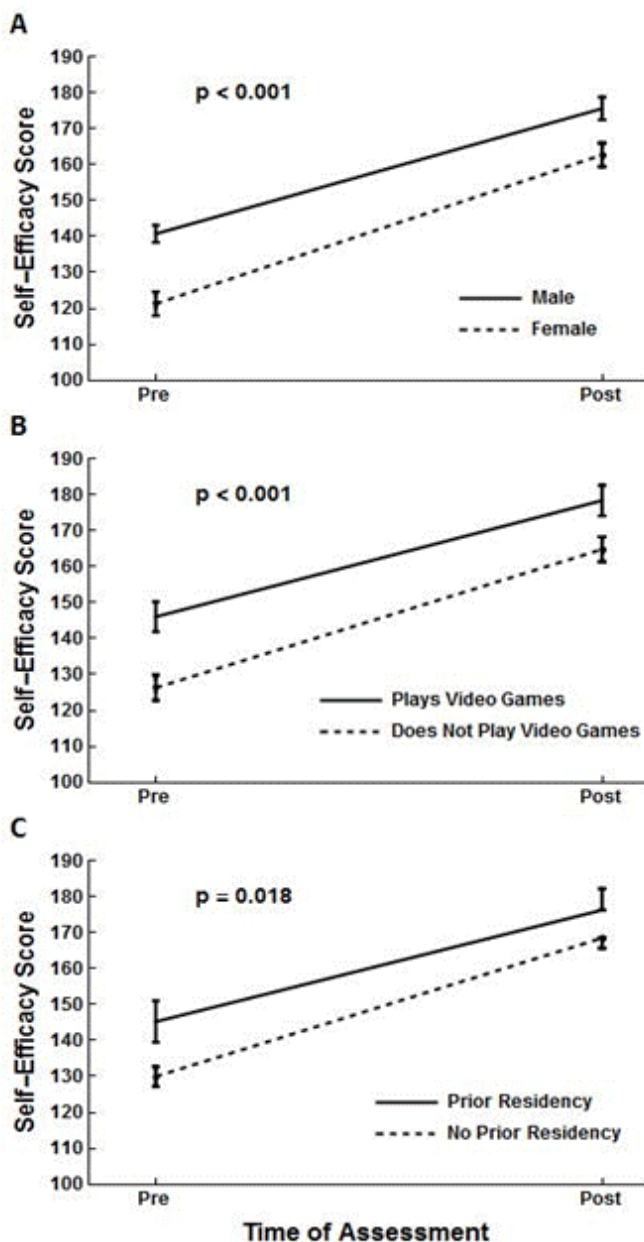 A
190
180
170
160
150
140
130
120
110
100
Self-Efficacy Score
p < 0.001
Male
Female
Pre
Post
B
190
180
170
160
150
140
130
120
110
100
Self-Efficacy Score
p < 0.001
Plays Video Games
Does Not Play Video Games
Pre
Post
C
190
180
170
160
150
140
130
120
110
100
Self-Efficacy Score
p = 0.018
Prior Residency
No Prior Residency
Pre
Post
Time of Assessment